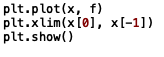 plt.plot(x, f)
plt.xlim(x[0], x[-1])
plt.show()